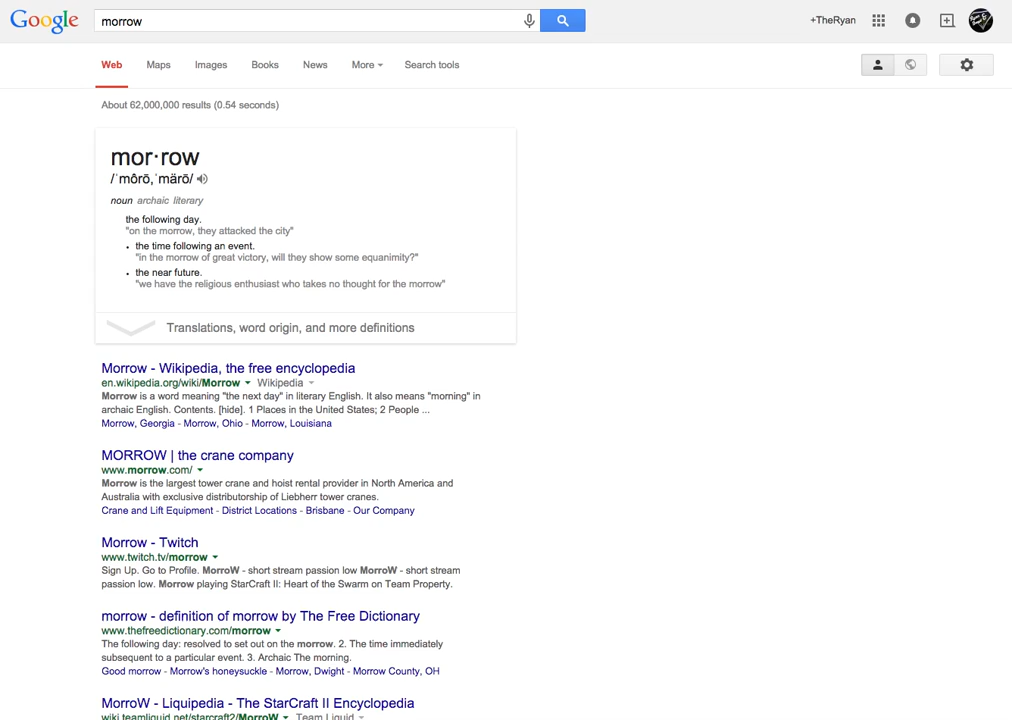 Google
morrow
+TheRyan
Web Maps Images Books News More Search tools
About 62,000,000 results (0.54 seconds)
mor·row
/ˈmôrō,ˈmärō/
noun archaic literary
the following day.
"on the morrow, they attacked the city"
• the time following an event.
"in the morrow of great victory, will they show some equanimity?"
• the near future.
"we have the religious enthusiast who takes no thought for the morrow"
Translations, word origin, and more definitions
Morrow - Wikipedia, the free encyclopedia
en.wikipedia.org/wiki/Morrow Wikipedia
Morrow is a word meaning "the next day" in literary English. It also means "morning" in
archaic English. Contents. [hide]. 1 Places in the United States; 2 People ...
Morrow, Georgia - Morrow, Ohio - Morrow, Louisiana
MORROW | the crane company
www.morrow.com/
Morrow is the largest tower crane and hoist rental provider in North America and
Australia with exclusive distributorship of Liebherr tower cranes.
Crane and Lift Equipment - District Locations - Brisbane - Our Company
Morrow - Twitch
www.twitch.tv/morrow
Sign Up. Go to Profile. MorroW - short stream passion low MorroW - short stream
passion low. Morrow playing StarCraft II: Heart of the Swarm on Team Property.
morrow - definition of morrow by The Free Dictionary
www.thefreedictionary.com/morrow
The following day: resolved to set out on the morrow. 2. The time immediately
subsequent to a particular event. 3. Archaic The morning.
Good morrow - Morrow's honeysuckle - Morrow, Dwight - Morrow County, OH
MorroW - Liquipedia - The StarCraft II Encyclopedia
wiki.teamliquid.net/starcraft2/MorroW Team Liquid